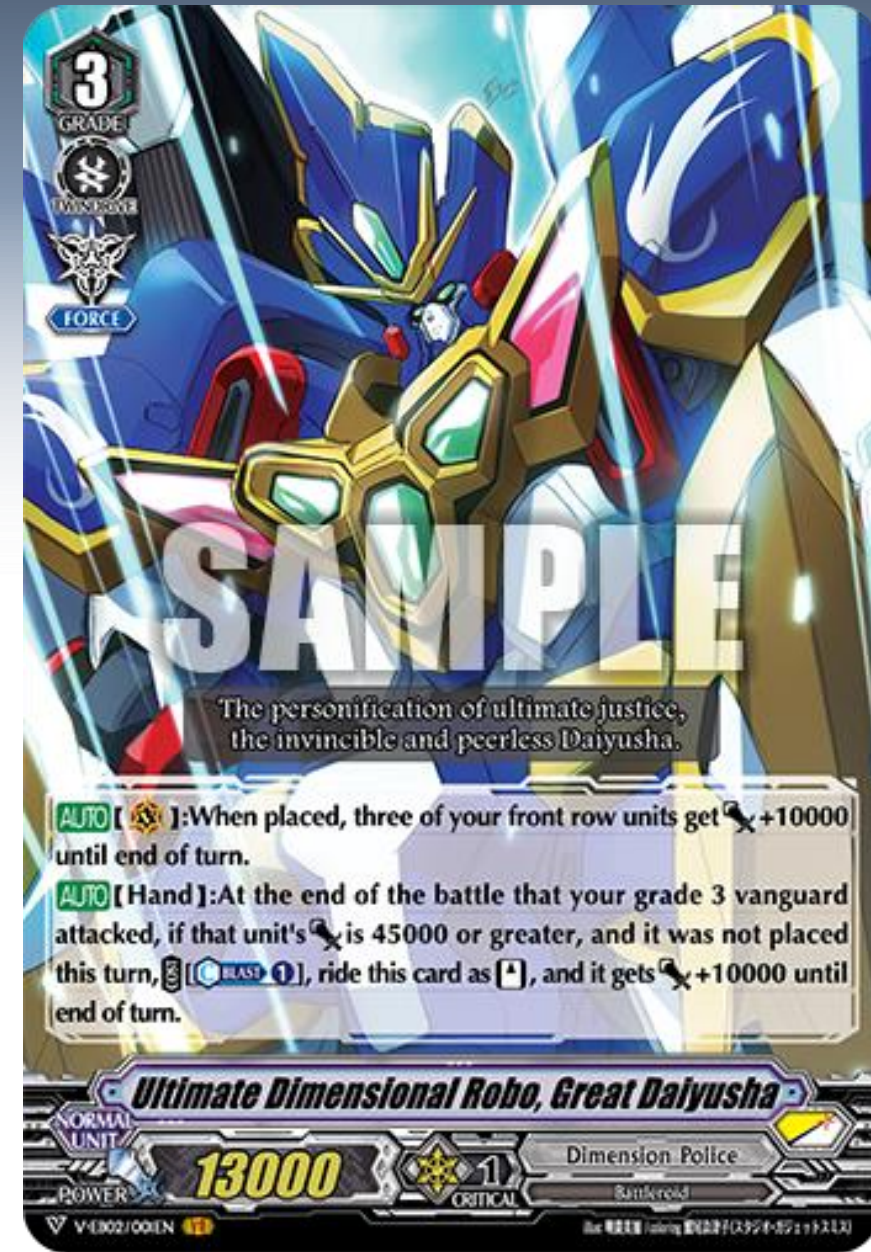 3
GRADE
TWINDRIVE
FORCE
SAMPLE
The personification of ultimate justice,
the invincible and peerless Daiyusha.
AUTO [ ]:When placed, three of your front row units get +10000
until end of turn.
AUTO [Hand]:At the end of the battle that your grade 3 vanguard
attacked, if that unit's is 45000 or greater, and it was not placed
this turn, COST [C BLAST 1], ride this card as , and it gets +10000 until
end of turn.
Ultimate Dimensional Robo, Great Daiyusha
NORMAL
UNIT
POWER 13000 1 CRITICAL
Dimension Police
Battleroid
V-EB02/001EN